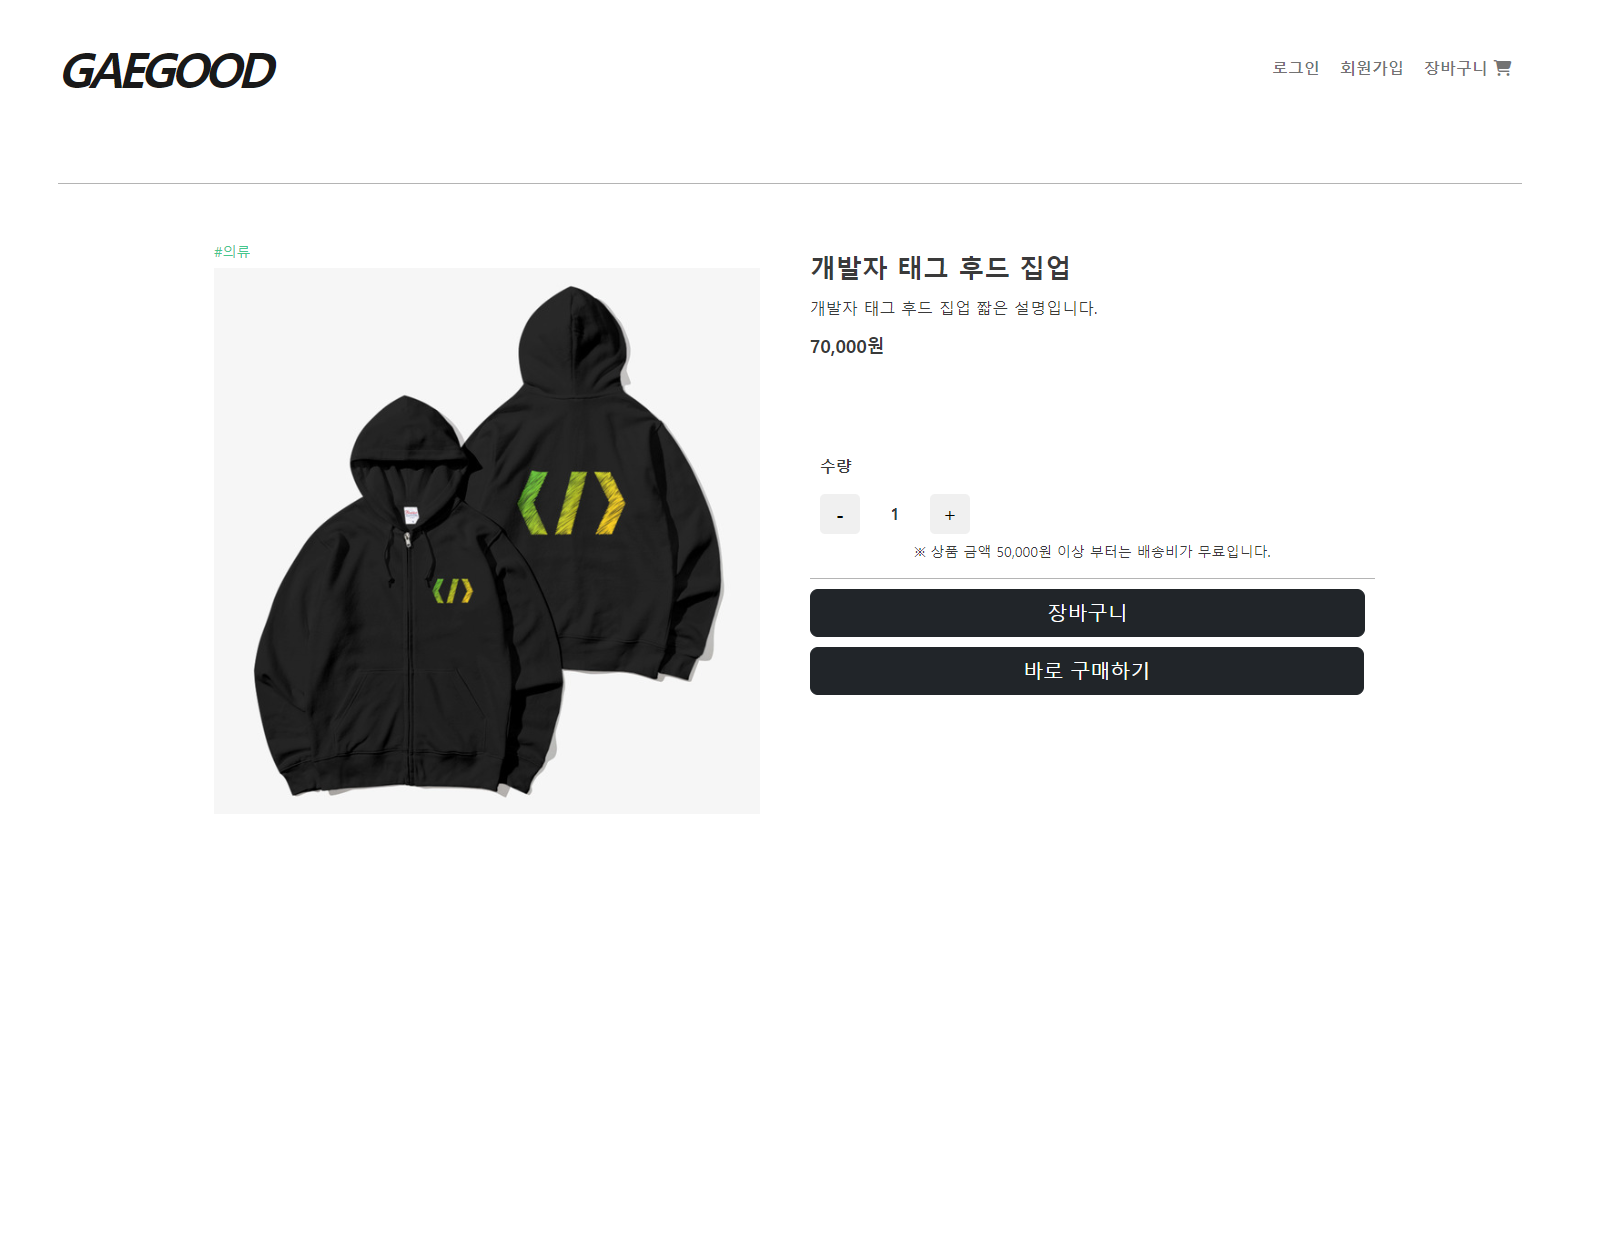 GAEGOOD
로그인 회원가입 장바구니
#의류
개발자 태그 후드 집업
개발자 태그 후드 집업 짧은 설명입니다.
70,000원
수량
- 1 +
※ 상품 금액 50,000원 이상 부터는 배송비가 무료입니다.
장바구니
바로 구매하기